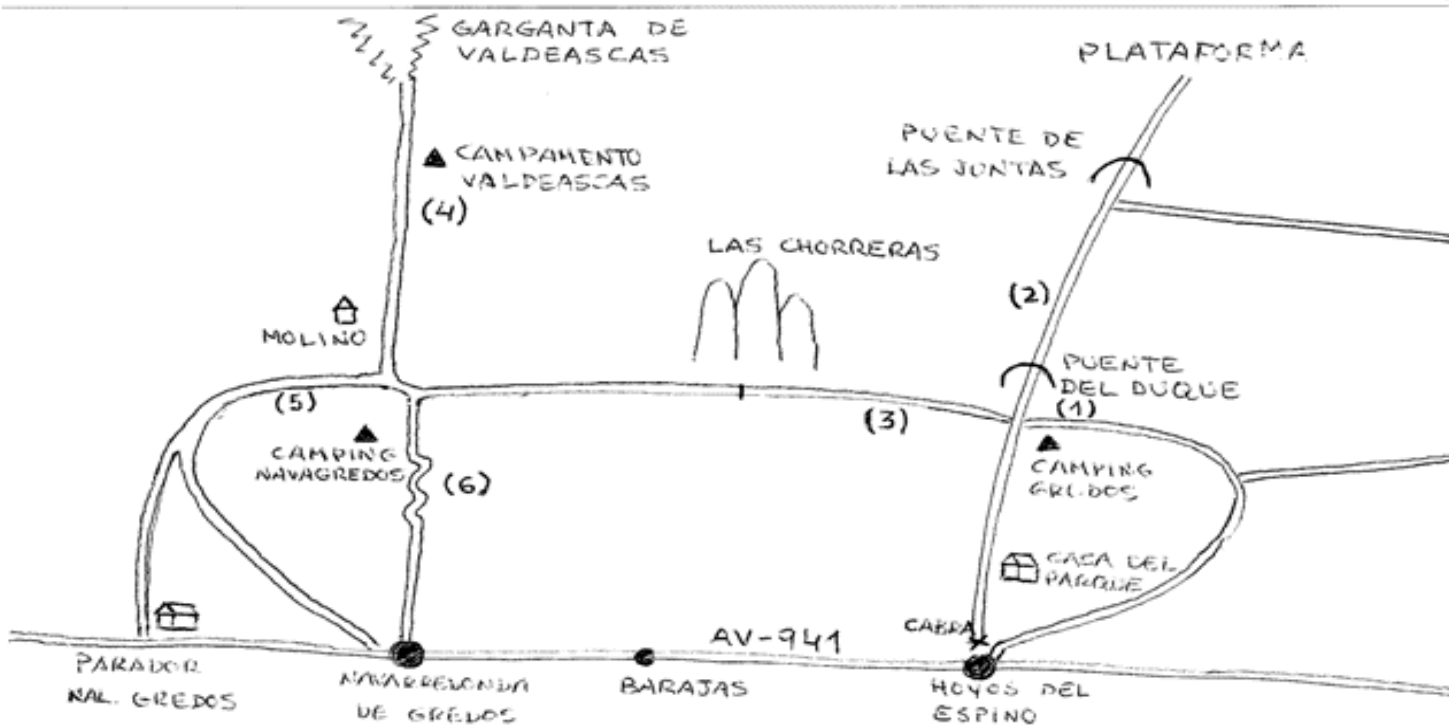 GARGANTA DE
VALDEASCAS
PLATAFORMA
PUENTE DE
LAS JUNTAS
CAMPAMENTO
VALDEASCAS
(4)
LAS CHORRERAS
(2)
MOLINO
PUENTE
DEL DUQUE
(1)
(5)
(3)
CAMPING
NAVAGREDOS
(6)
CAMPING
GREDOS
CASA DEL
PARQUE
CABRA
AV-941
PARADOR
NAL. GREDOS
NAVARREDONDA
DE GREDOS
BARAJAS
HOYOS DEL
ESPINO